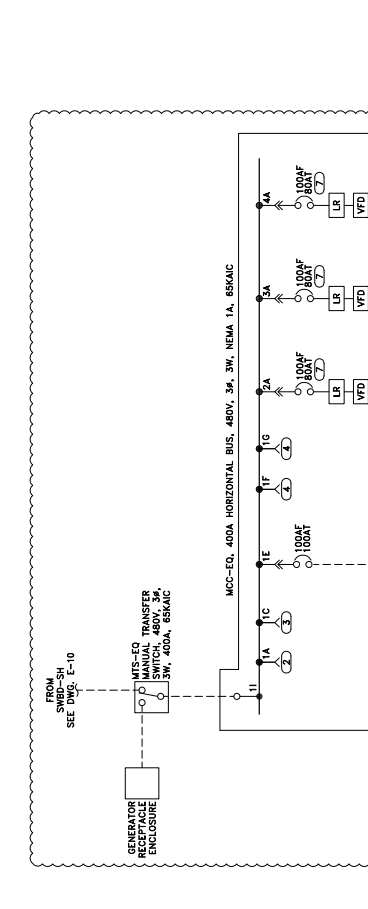 FROM
SWBD-SH
SEE DWG. E-10
GENERATOR
RECEPTACLE
ENCLOSURE
MTS-EQ
MANUAL TRANSFER
SWITCH, 480V, 3ø,
3W, 400A, 65KAIC
MCC-EQ, 400A HORIZONTAL BUS, 480V, 3ø, 3W, NEMA 1A, 65KAIC
1I
1A
2
1C
3
1E
100AF
100AT
1F
4
1G
4
2A
100AF
80AT
7
LR
VFD
3A
100AF
80AT
7
LR
VFD
4A
100AF
80AT
7
LR
VFD